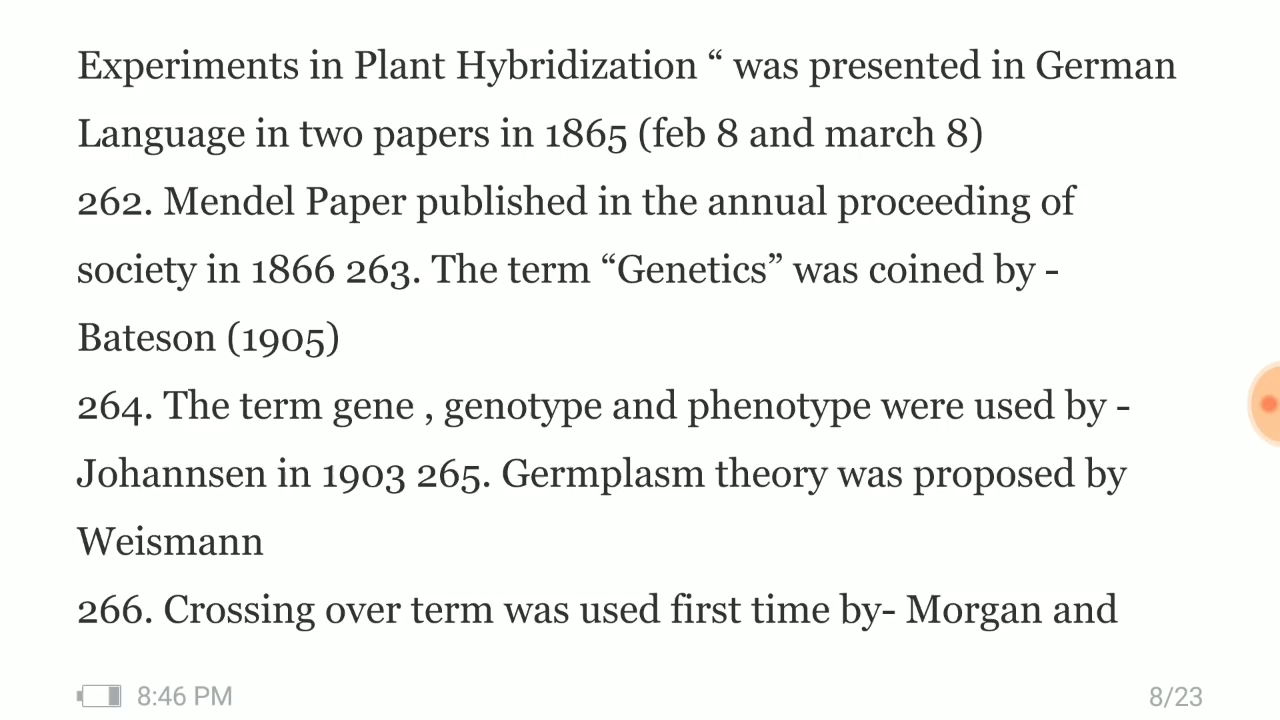 Experiments in Plant Hybridization “ was presented in German
Language in two papers in 1865 (feb 8 and march 8)
262. Mendel Paper published in the annual proceeding of
society in 1866 263. The term “Genetics” was coined by -
Bateson (1905)
264. The term gene , genotype and phenotype were used by -
Johannsen in 1903 265. Germplasm theory was proposed by
Weismann
266. Crossing over term was used first time by- Morgan and
8:46 PM
8/23